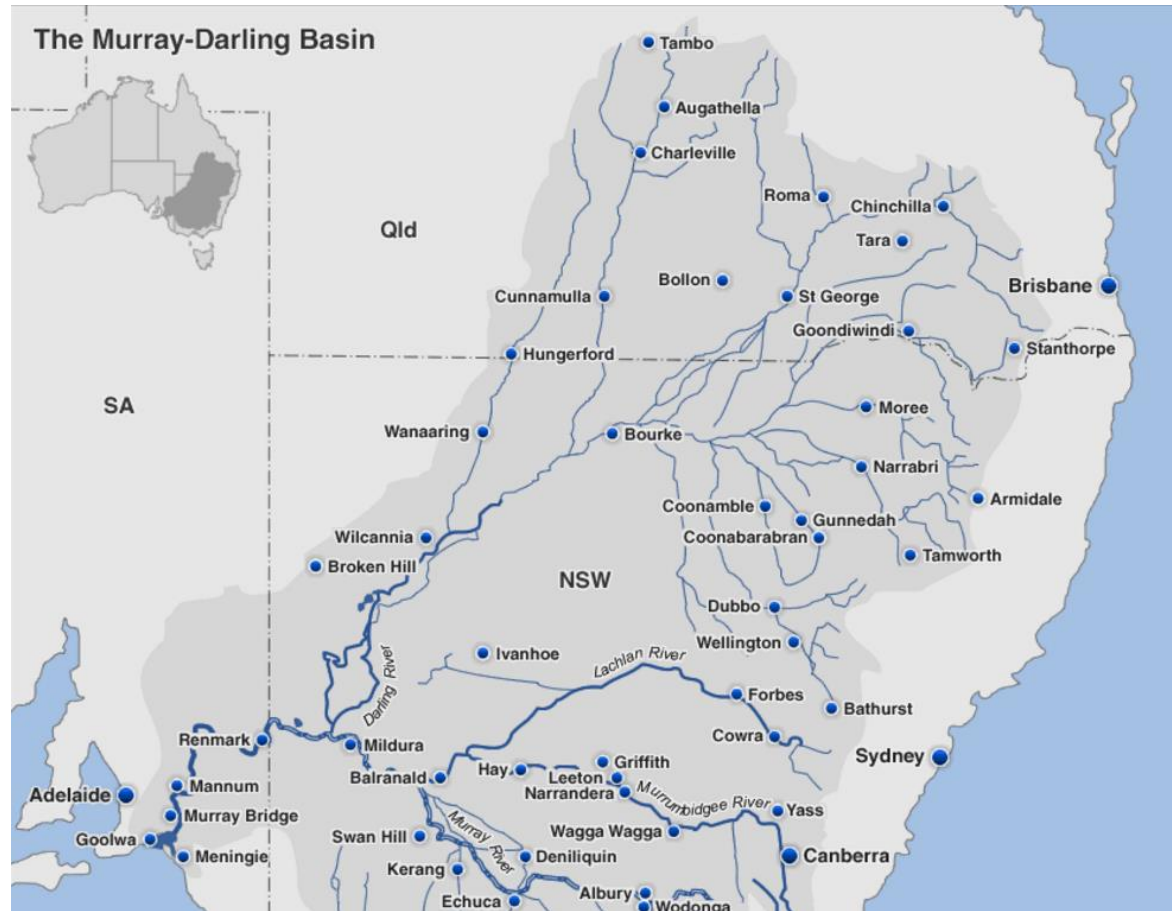 The Murray-Darling Basin
Tambo
Augathella
Charleville
Roma
Chinchilla
Qld
Tara
Bollon
Brisbane
Cunnamulla
St George
Goondiwindi
Hungerford
Stanthorpe
SA
Moree
Wanaaring
Bourke
Narrabri
Armidale
Coonamble
Gunnedah
Wilcannia
Coonabarabran
Tamworth
Broken Hill
NSW
Dubbo
Wellington
Ivanhoe
Lachlan River
Darling River
Forbes
Bathurst
Renmark
Mildura
Cowra
Sydney
Griffith
Hay
Balranald
Leeton
Mannum
Narrandera
Adelaide
Murrumbidgee River
Yass
Murray Bridge
Goolwa
Swan Hill
Murray River
Wagga Wagga
Meningie
Deniliquin
Canberra
Kerang
Albury
Echuca
Wodonga